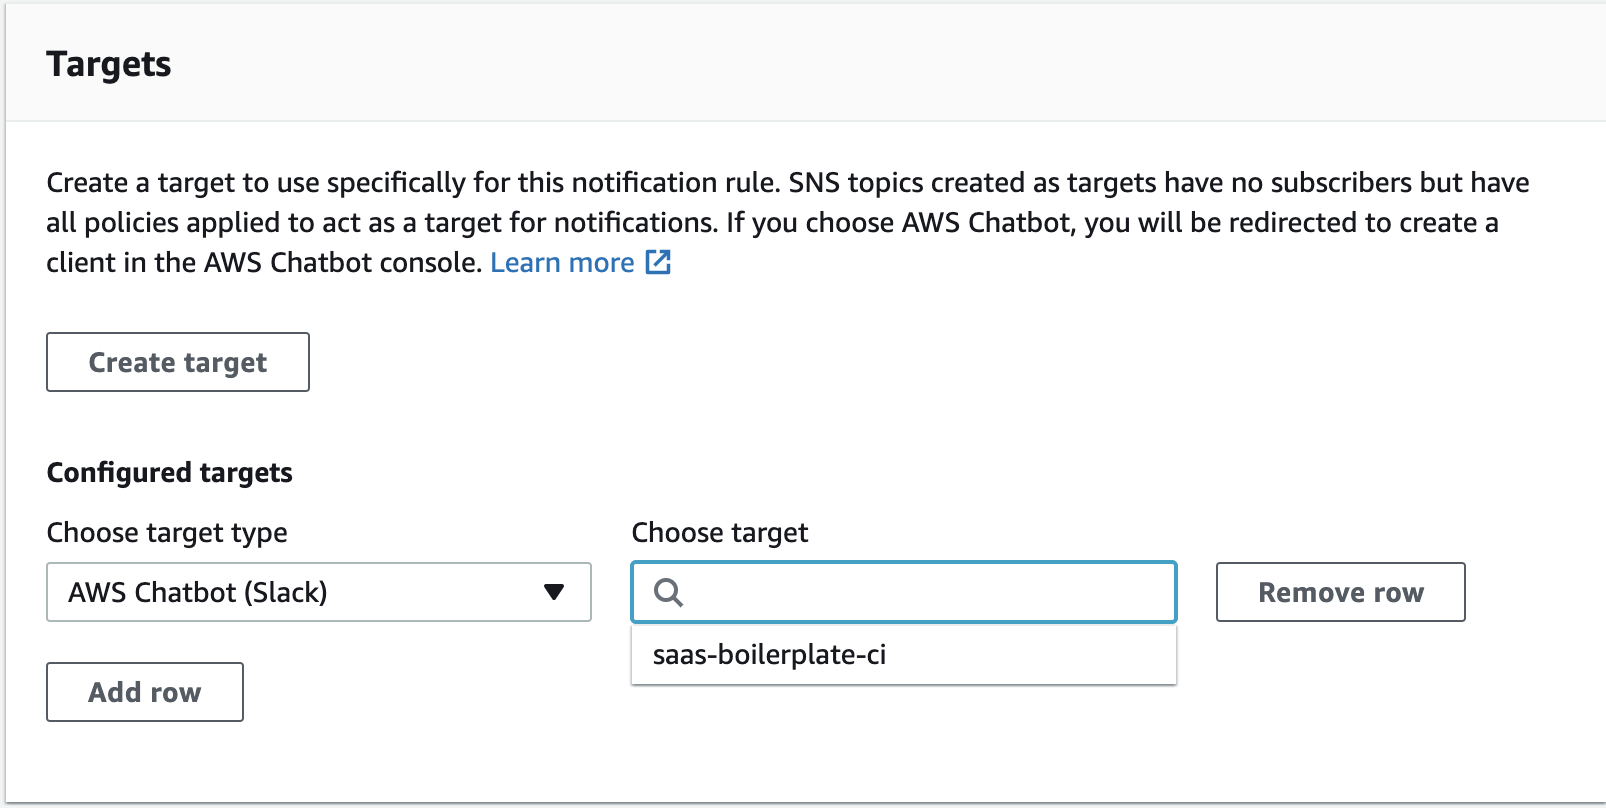 Targets
Create a target to use specifically for this notification rule. SNS topics created as targets have no subscribers but have
all policies applied to act as a target for notifications. If you choose AWS Chatbot, you will be redirected to create a
client in the AWS Chatbot console. Learn more
Create target
Configured targets
Choose target type
Choose target
AWS Chatbot (Slack)
Remove row
saas-boilerplate-ci
Add row